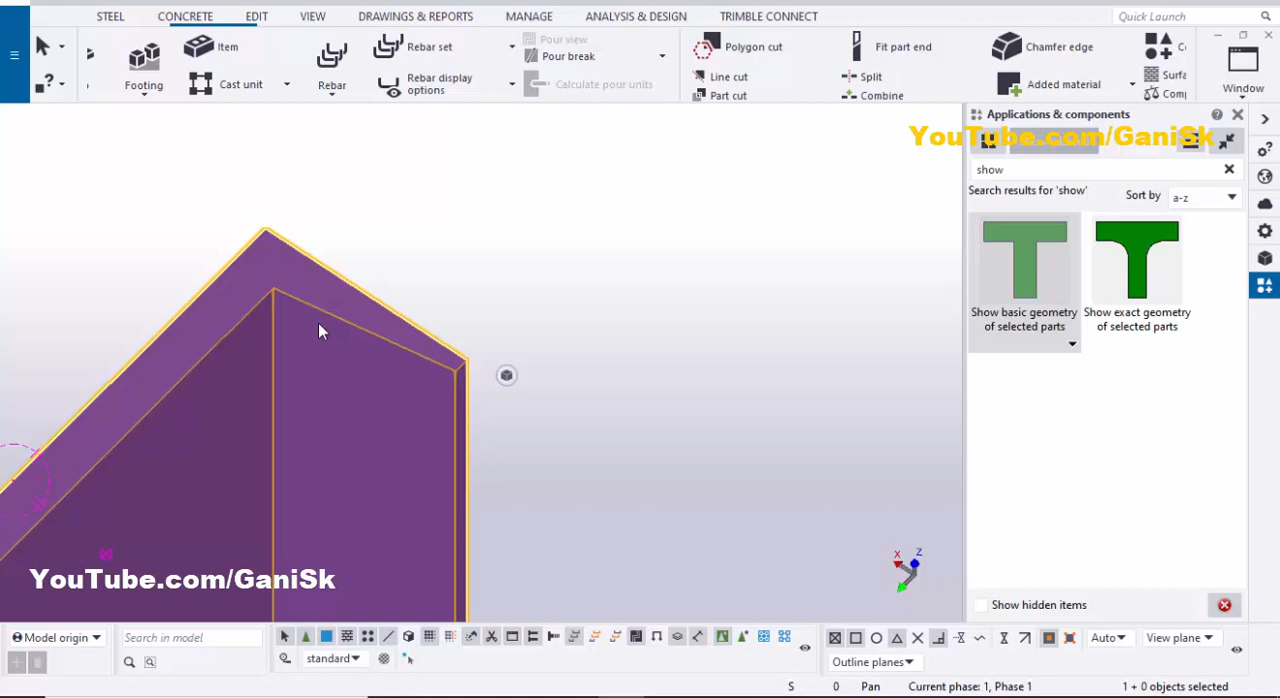 STEEL CONCRETE EDIT VIEW DRAWINGS & REPORTS MANAGE ANALYSIS & DESIGN TRIMBLE CONNECT Quick Launch
Item Rebar set Pour view Polygon cut Fit part end Chamfer edge
Pour break
Footing Cast unit Rebar Rebar display options Calculate pour units Line cut Split Added material Surfa Window
Part cut Combine Comp
Applications & components
YouTube.com/GaniSk
show
Search results for 'show' Sort by a-z
Show basic geometry of selected parts
Show exact geometry of selected parts
X Z
YouTube.com/GaniSk
Show hidden items
Model origin Search in model Auto View plane
standard Outline planes
S 0 Pan Current phase: 1, Phase 1 1 + 0 objects selected